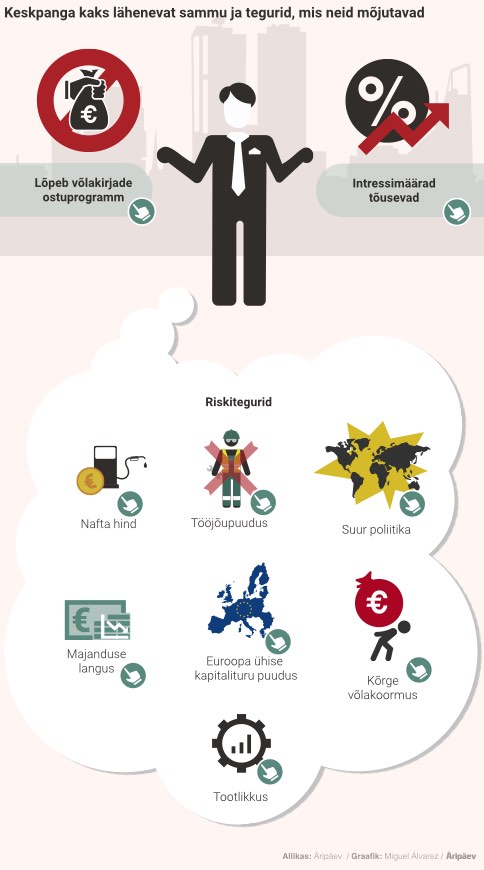 Keskpanga kaks lähenevat sammu ja tegurid, mis neid mõjutavad
€
%
Lõpeb võlakirjade
ostuprogramm
Intressimäärad
tõusevad
Riskitegurid
€
Nafta hind
Tööjõupuudus
Suur poliitika
€
Majanduse
langus
Euroopa ühise
kapitalituru puudus
€
Kõrge
võlakoormus
Tootlikkus
Allikas: Äripäev / Graafik: Miguel Álvarez / Äripäev